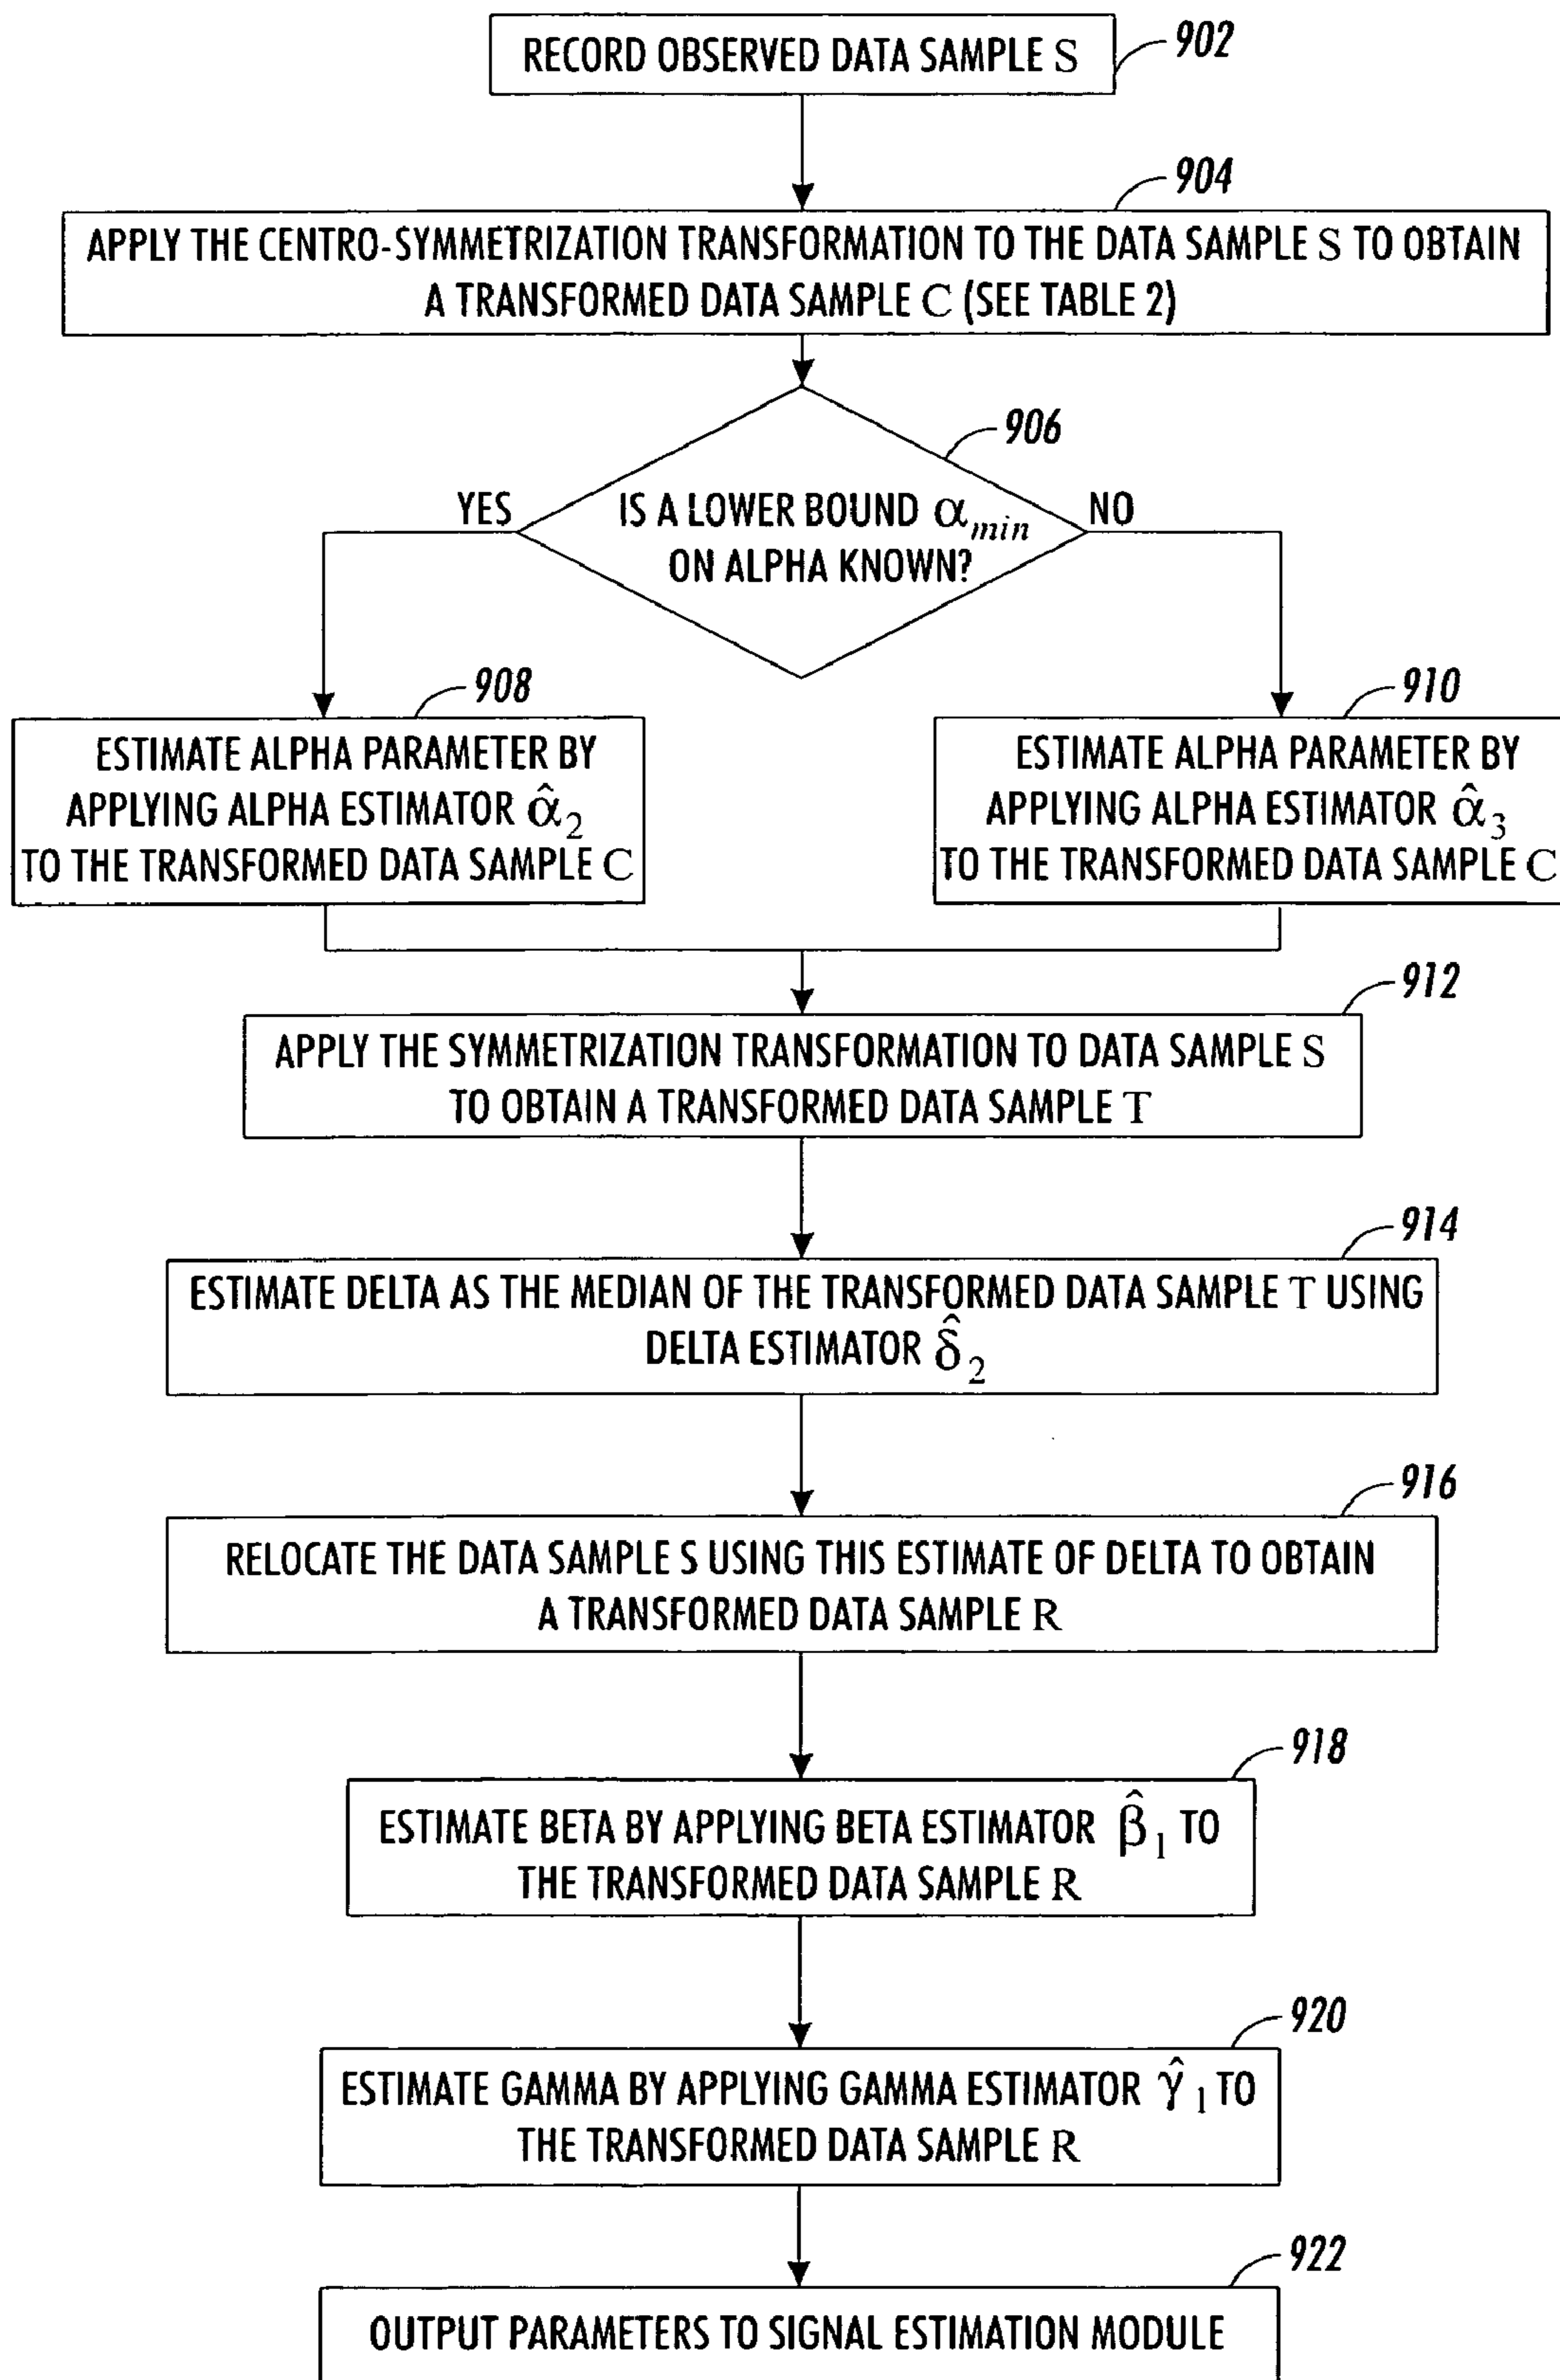 RECORD OBSERVED DATA SAMPLE S
902
904
APPLY THE CENTRO-SYMMETRIZATION TRANSFORMATION TO THE DATA SAMPLE S TO OBTAIN
A TRANSFORMED DATA SAMPLE C (SEE TABLE 2)
906
YES
IS A LOWER BOUND α_min
NO
ON ALPHA KNOWN?
908
ESTIMATE ALPHA PARAMETER BY
APPLYING ALPHA ESTIMATOR α̂_2
TO THE TRANSFORMED DATA SAMPLE C
910
ESTIMATE ALPHA PARAMETER BY
APPLYING ALPHA ESTIMATOR α̂_3
TO THE TRANSFORMED DATA SAMPLE C
912
APPLY THE SYMMETRIZATION TRANSFORMATION TO DATA SAMPLE S
TO OBTAIN A TRANSFORMED DATA SAMPLE T
914
ESTIMATE DELTA AS THE MEDIAN OF THE TRANSFORMED DATA SAMPLE T USING
DELTA ESTIMATOR δ̂_2
916
RELOCATE THE DATA SAMPLE S USING THIS ESTIMATE OF DELTA TO OBTAIN
A TRANSFORMED DATA SAMPLE R
918
ESTIMATE BETA BY APPLYING BETA ESTIMATOR β̂_1 TO
THE TRANSFORMED DATA SAMPLE R
920
ESTIMATE GAMMA BY APPLYING GAMMA ESTIMATOR γ̂_1 TO
THE TRANSFORMED DATA SAMPLE R
922
OUTPUT PARAMETERS TO SIGNAL ESTIMATION MODULE